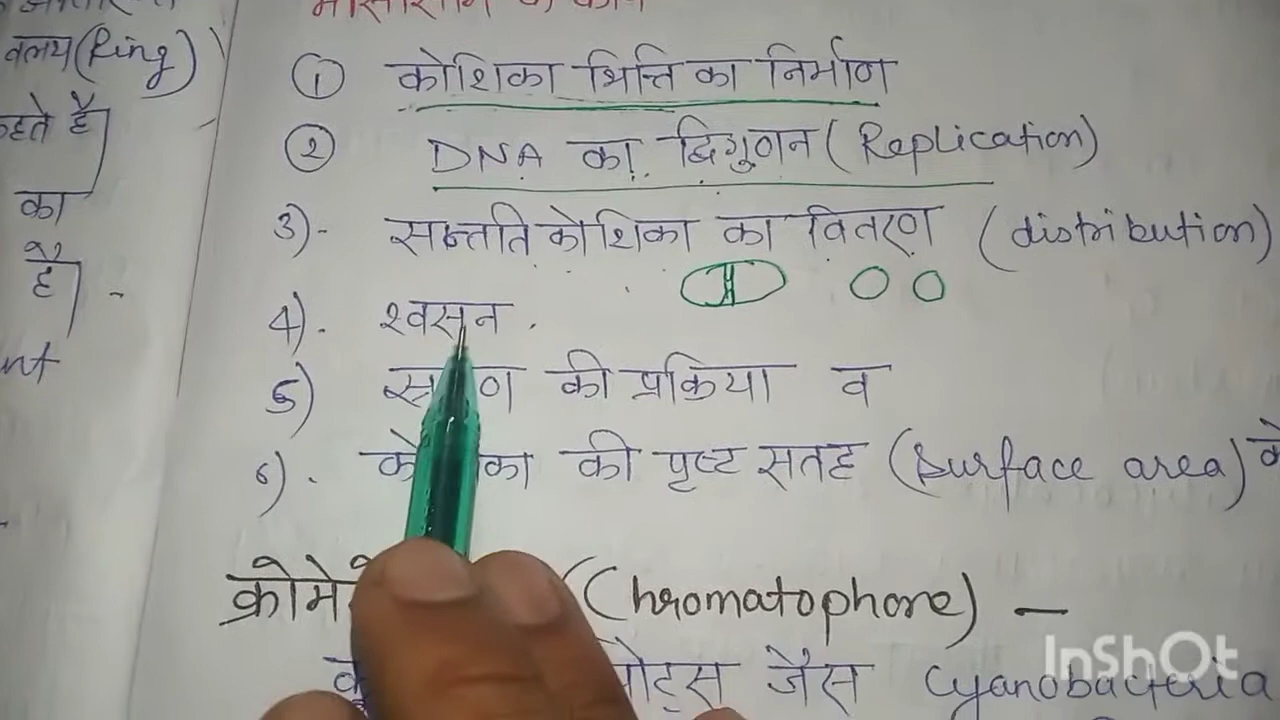 वलय (Ring)
कहते है
का
है
① कोशिका भित्ति का निर्माण
② DNA का द्विगुणन (Replication)
3)- सन्तति कोशिका का वितरण (distribution)
4). श्वसन .
5) की प्रक्रिया व
6). की पृष्ट सतह (surface area) के
(Chromatophore) —
जैस Cyanobacteria
InShOt